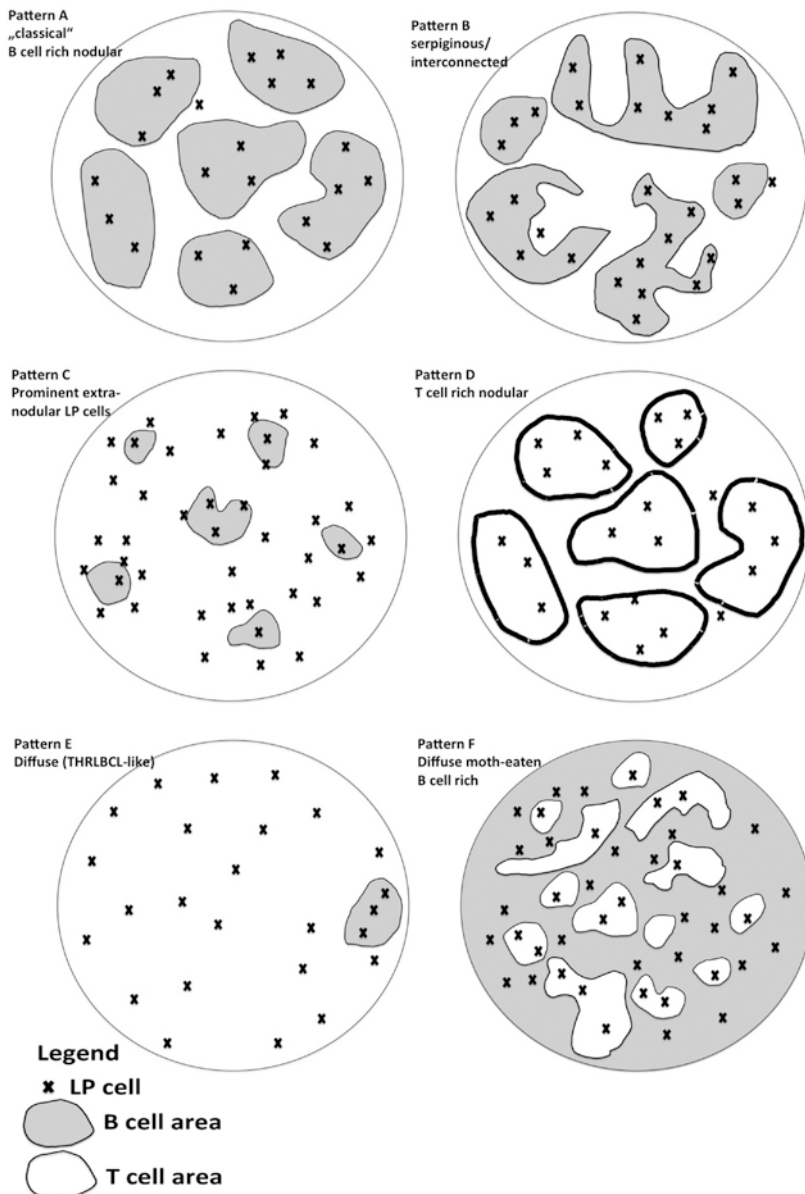 Pattern A
„classical“
B cell rich nodular
Pattern B
serpiginous/
interconnected
Pattern C
Prominent extra-
nodular LP cells
Pattern D
T cell rich nodular
Pattern E
Diffuse (THRLBCL-like)
Pattern F
Diffuse moth-eaten
B cell rich
Legend
LP cell
B cell area
T cell area